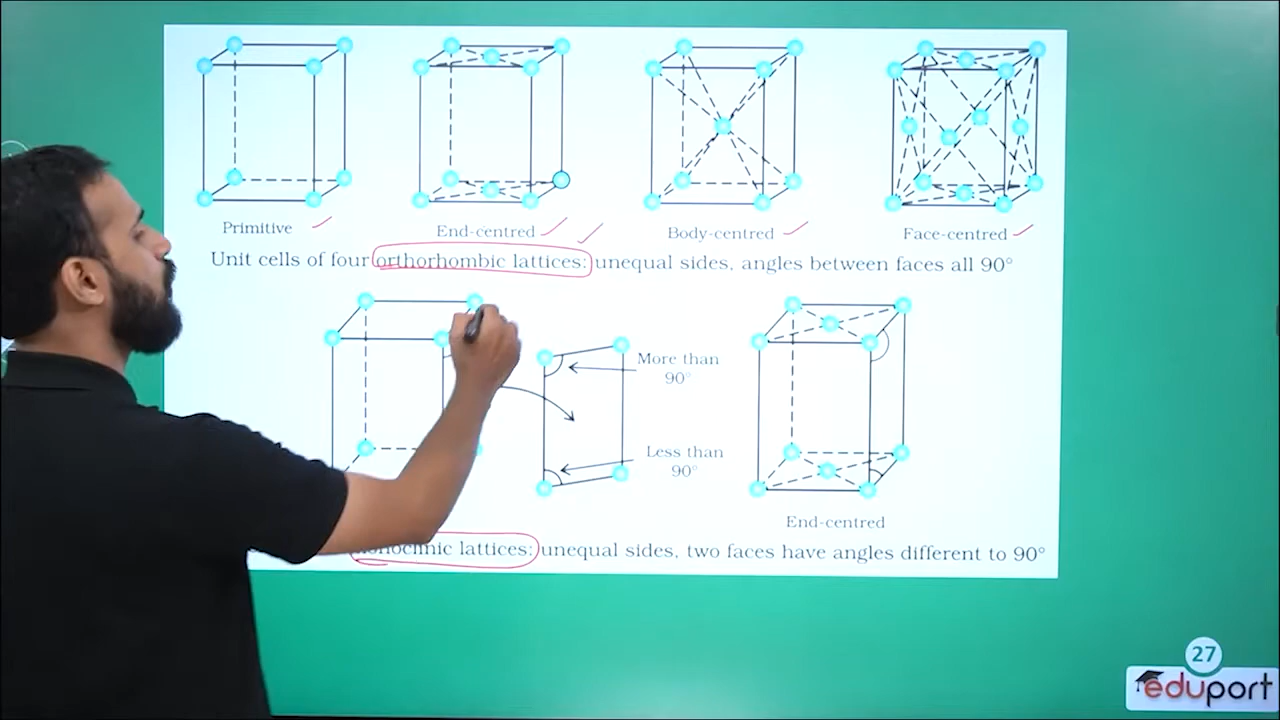 Primitive
End-centred
Body-centred
Face-centred
Unit cells of four orthorhombic lattices: unequal sides, angles between faces all 90°
More than
90°
Less than
90°
End-centred
lattices: unequal sides, two faces have angles different to 90°
27
eduport